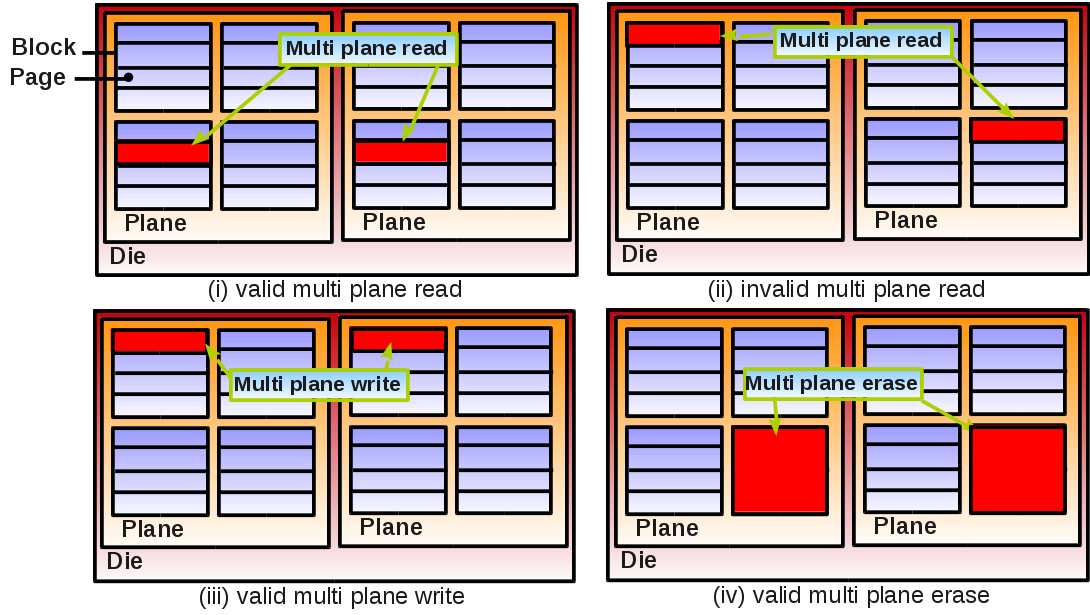 Block
Page
Multi plane read
Plane
Plane
Die
(i) valid multi plane read
Multi plane read
Plane
Plane
Die
(ii) invalid multi plane read
Multi plane write
Plane
Plane
Die
(iii) valid multi plane write
Multi plane erase
Plane
Plane
Die
(iv) valid multi plane erase